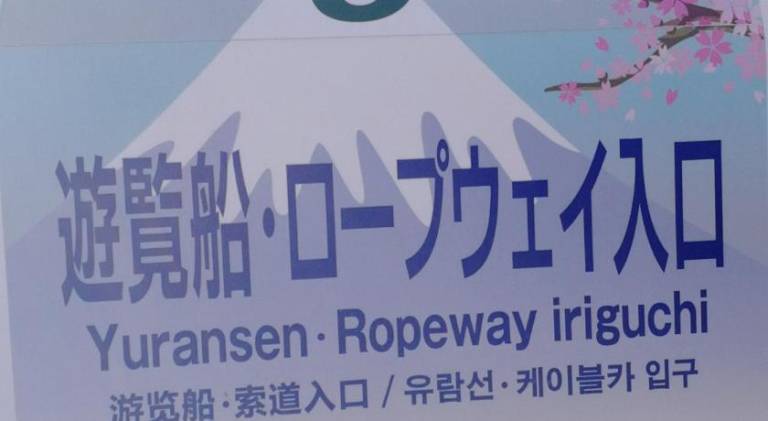 遊覧船・ロープウェイ入口
Yuransen・Ropeway iriguchi
游览船・索道入口 / 유람선・케이블카 입구